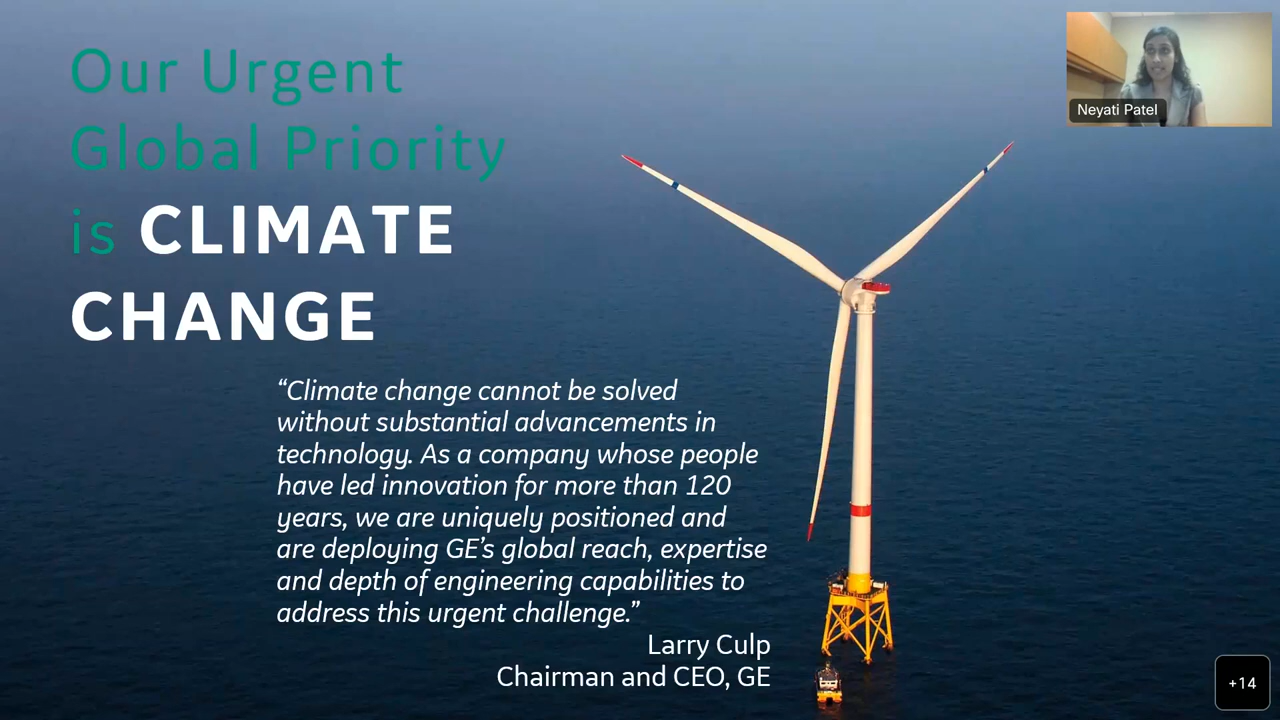 Our Urgent
Global Priority
is CLIMATE
CHANGE
“Climate change cannot be solved
without substantial advancements in
technology. As a company whose people
have led innovation for more than 120
years, we are uniquely positioned and
are deploying GE’s global reach, expertise
and depth of engineering capabilities to
address this urgent challenge.”
Larry Culp
Chairman and CEO, GE
Neyati Patel
+14